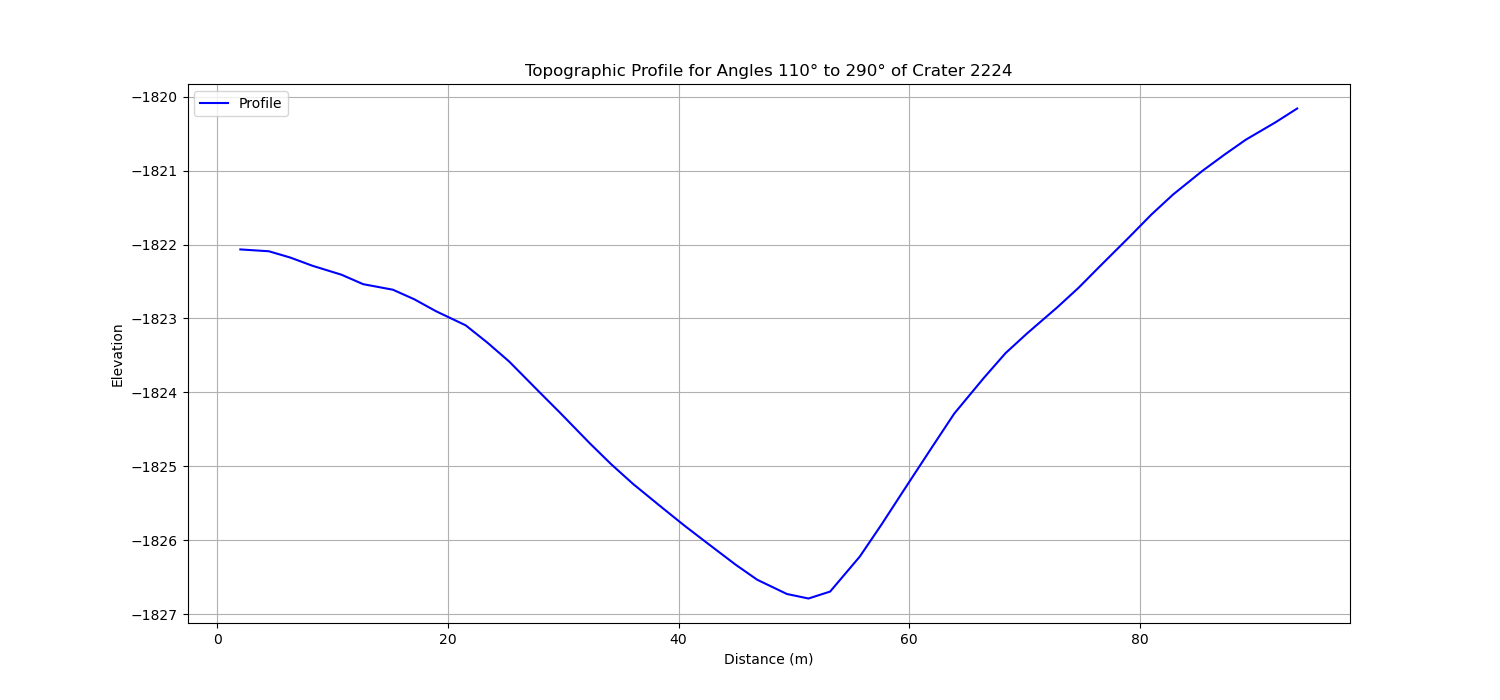 Topographic Profile for Angles 110° to 290° of Crater 2224
Profile
−1820
−1821
−1822
−1823
−1824
−1825
−1826
−1827
Elevation
0 20 40 60 80
Distance (m)